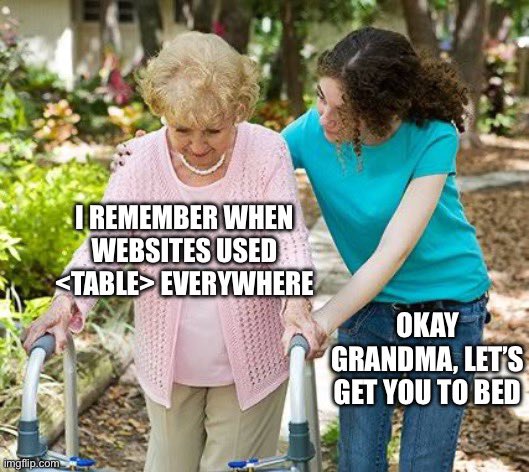 I REMEMBER WHEN
WEBSITES USED
<TABLE> EVERYWHERE
OKAY
GRANDMA, LET'S
GET YOU TO BED
imgflip.com